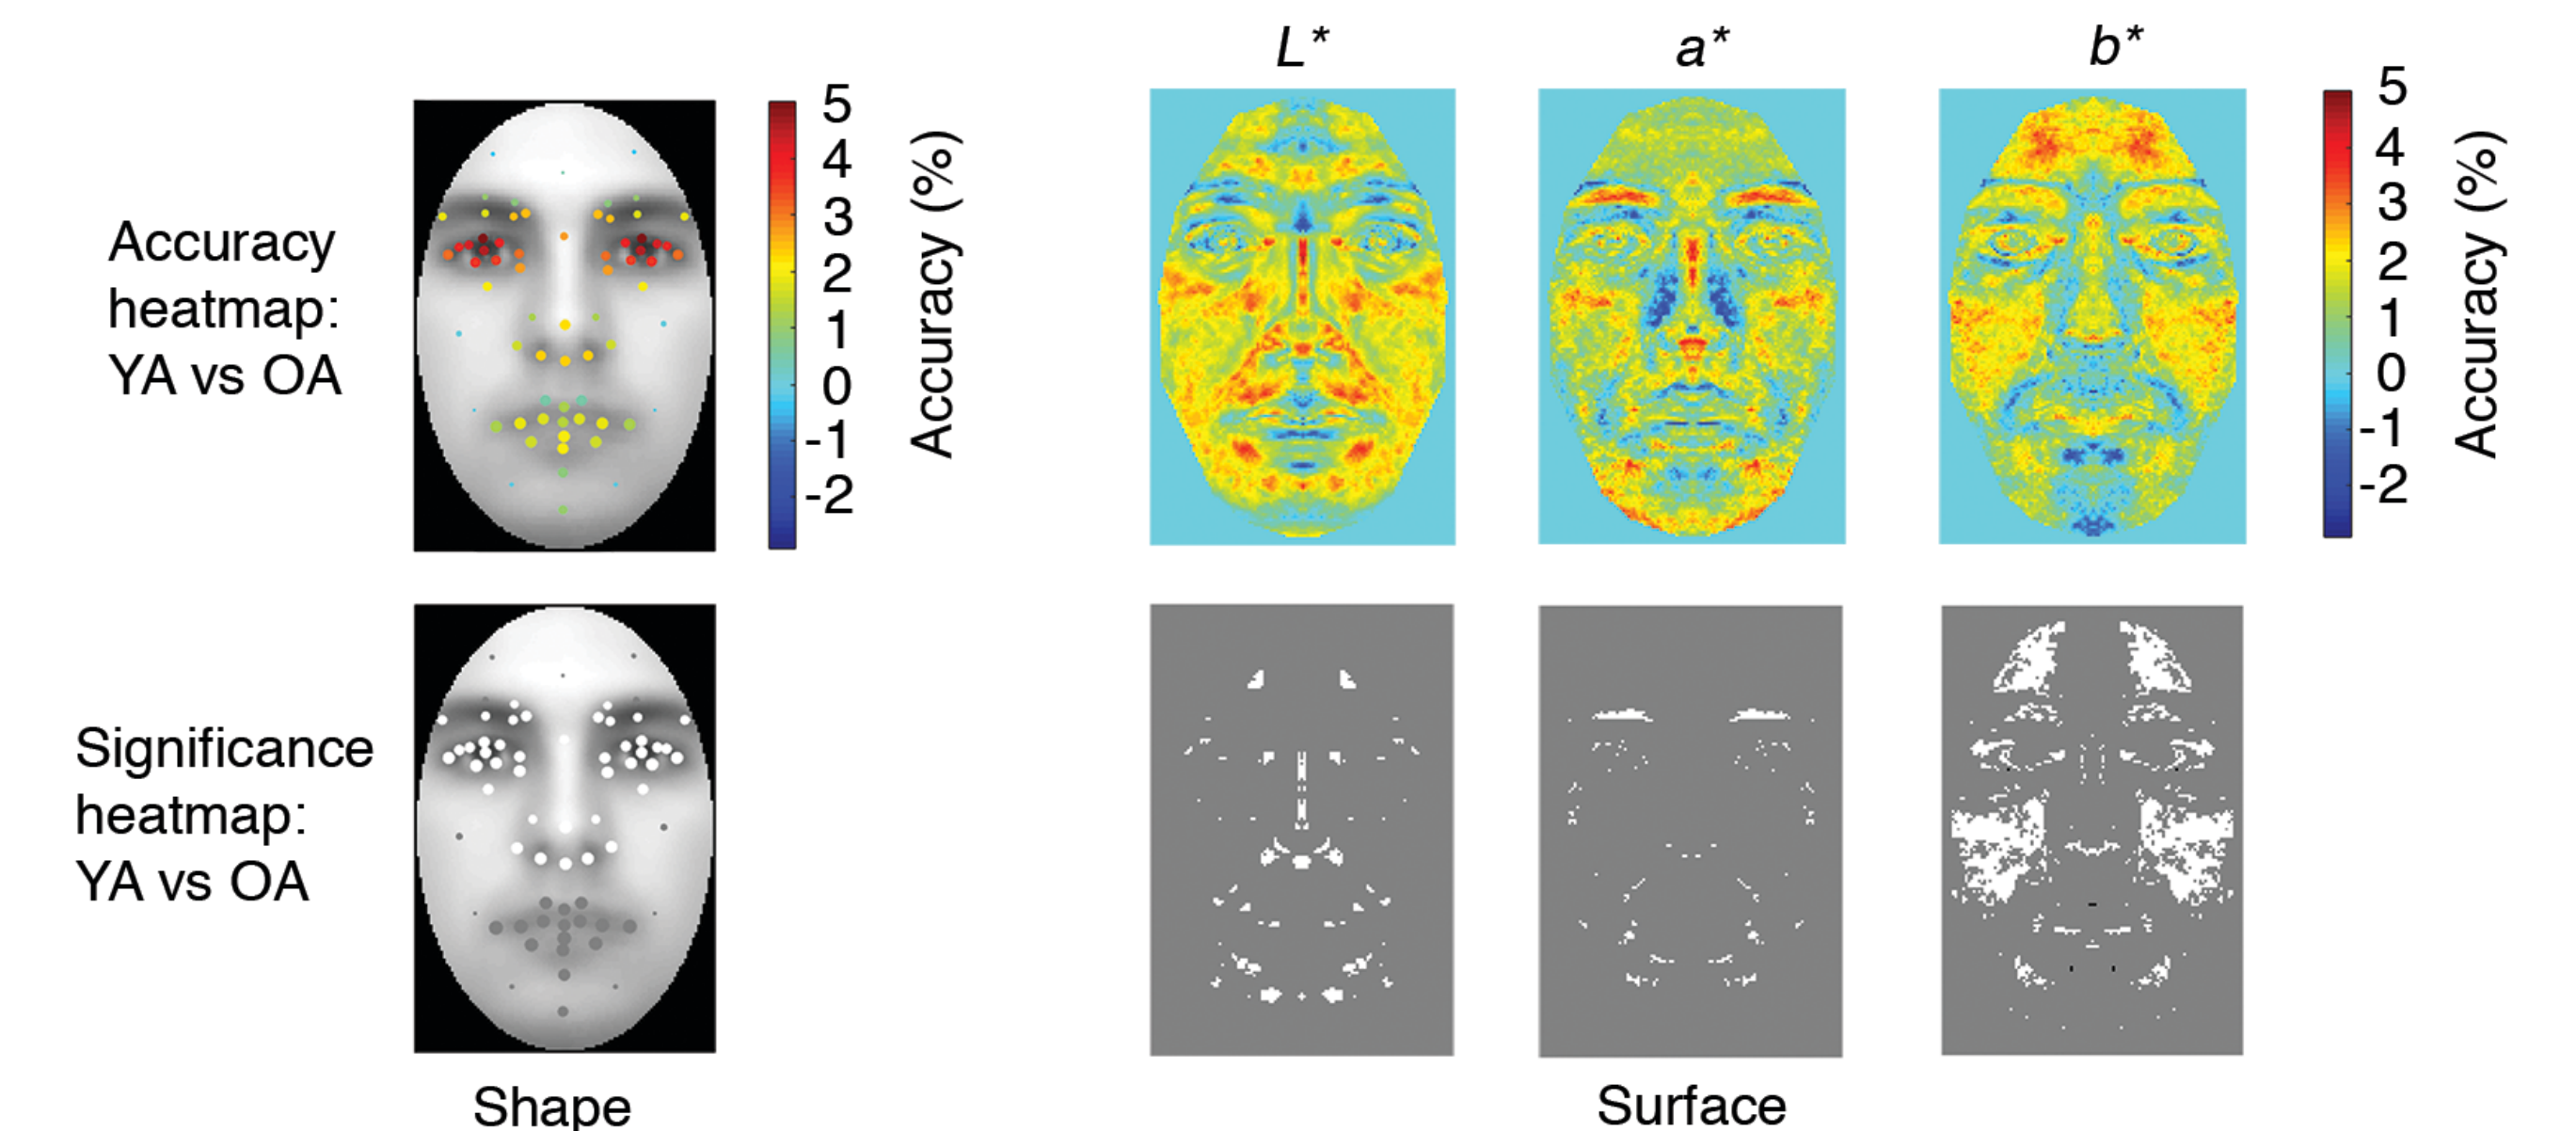 L*
a*
b*
Accuracy
heatmap:
YA vs OA
5
4
3
2
1
0
-1
-2
Accuracy (%)
5
4
3
2
1
0
-1
-2
Accuracy (%)
Significance
heatmap:
YA vs OA
Shape
Surface